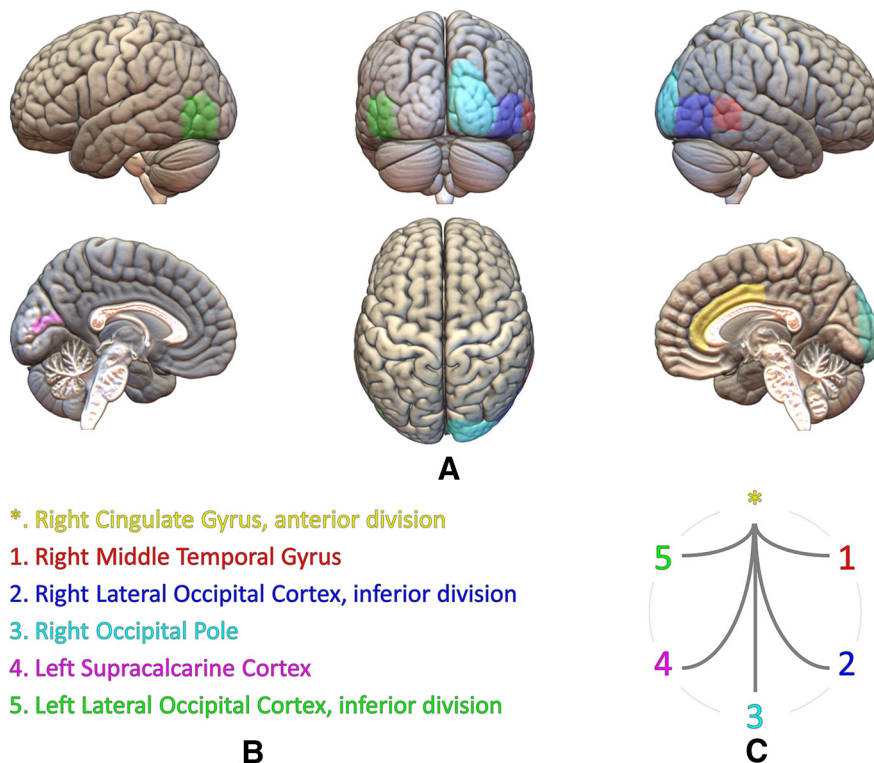 A
*. Right Cingulate Gyrus, anterior division
1. Right Middle Temporal Gyrus
2. Right Lateral Occipital Cortex, inferior division
3. Right Occipital Pole
4. Left Supracalcarine Cortex
5. Left Lateral Occipital Cortex, inferior division
B
*
5 1
4 2
3
C